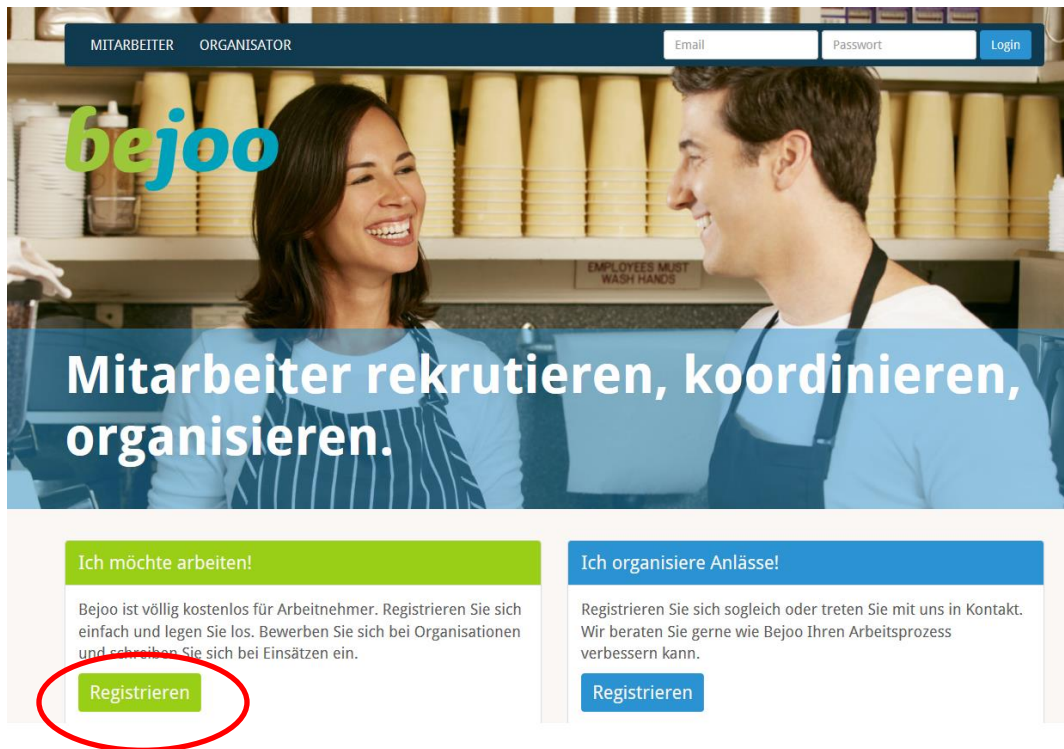 MITARBEITER ORGANISATOR Email Passwort Login
bejoo
EMPLOYEES MUST
WASH HANDS
Mitarbeiter rekrutieren, koordinieren,
organisieren.
Ich möchte arbeiten!
Bejoo ist völlig kostenlos für Arbeitnehmer. Registrieren Sie sich
einfach und legen Sie los. Bewerben Sie sich bei Organisationen
und schreiben Sie sich bei Einsätzen ein.
Registrieren
Ich organisiere Anlässe!
Registrieren Sie sich sogleich oder treten Sie mit uns in Kontakt.
Wir beraten Sie gerne wie Bejoo Ihren Arbeitsprozess
verbessern kann.
Registrieren